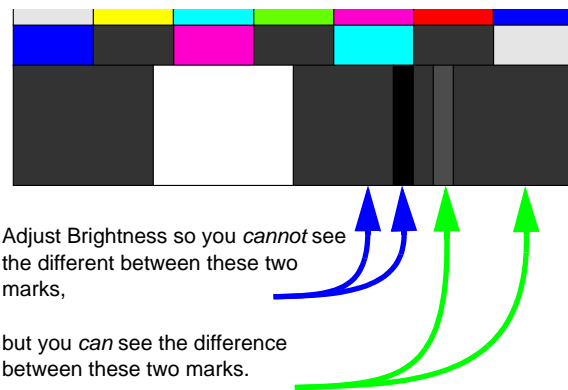 Adjust Brightness so you cannot see
the different between these two
marks,
but you can see the difference
between these two marks.